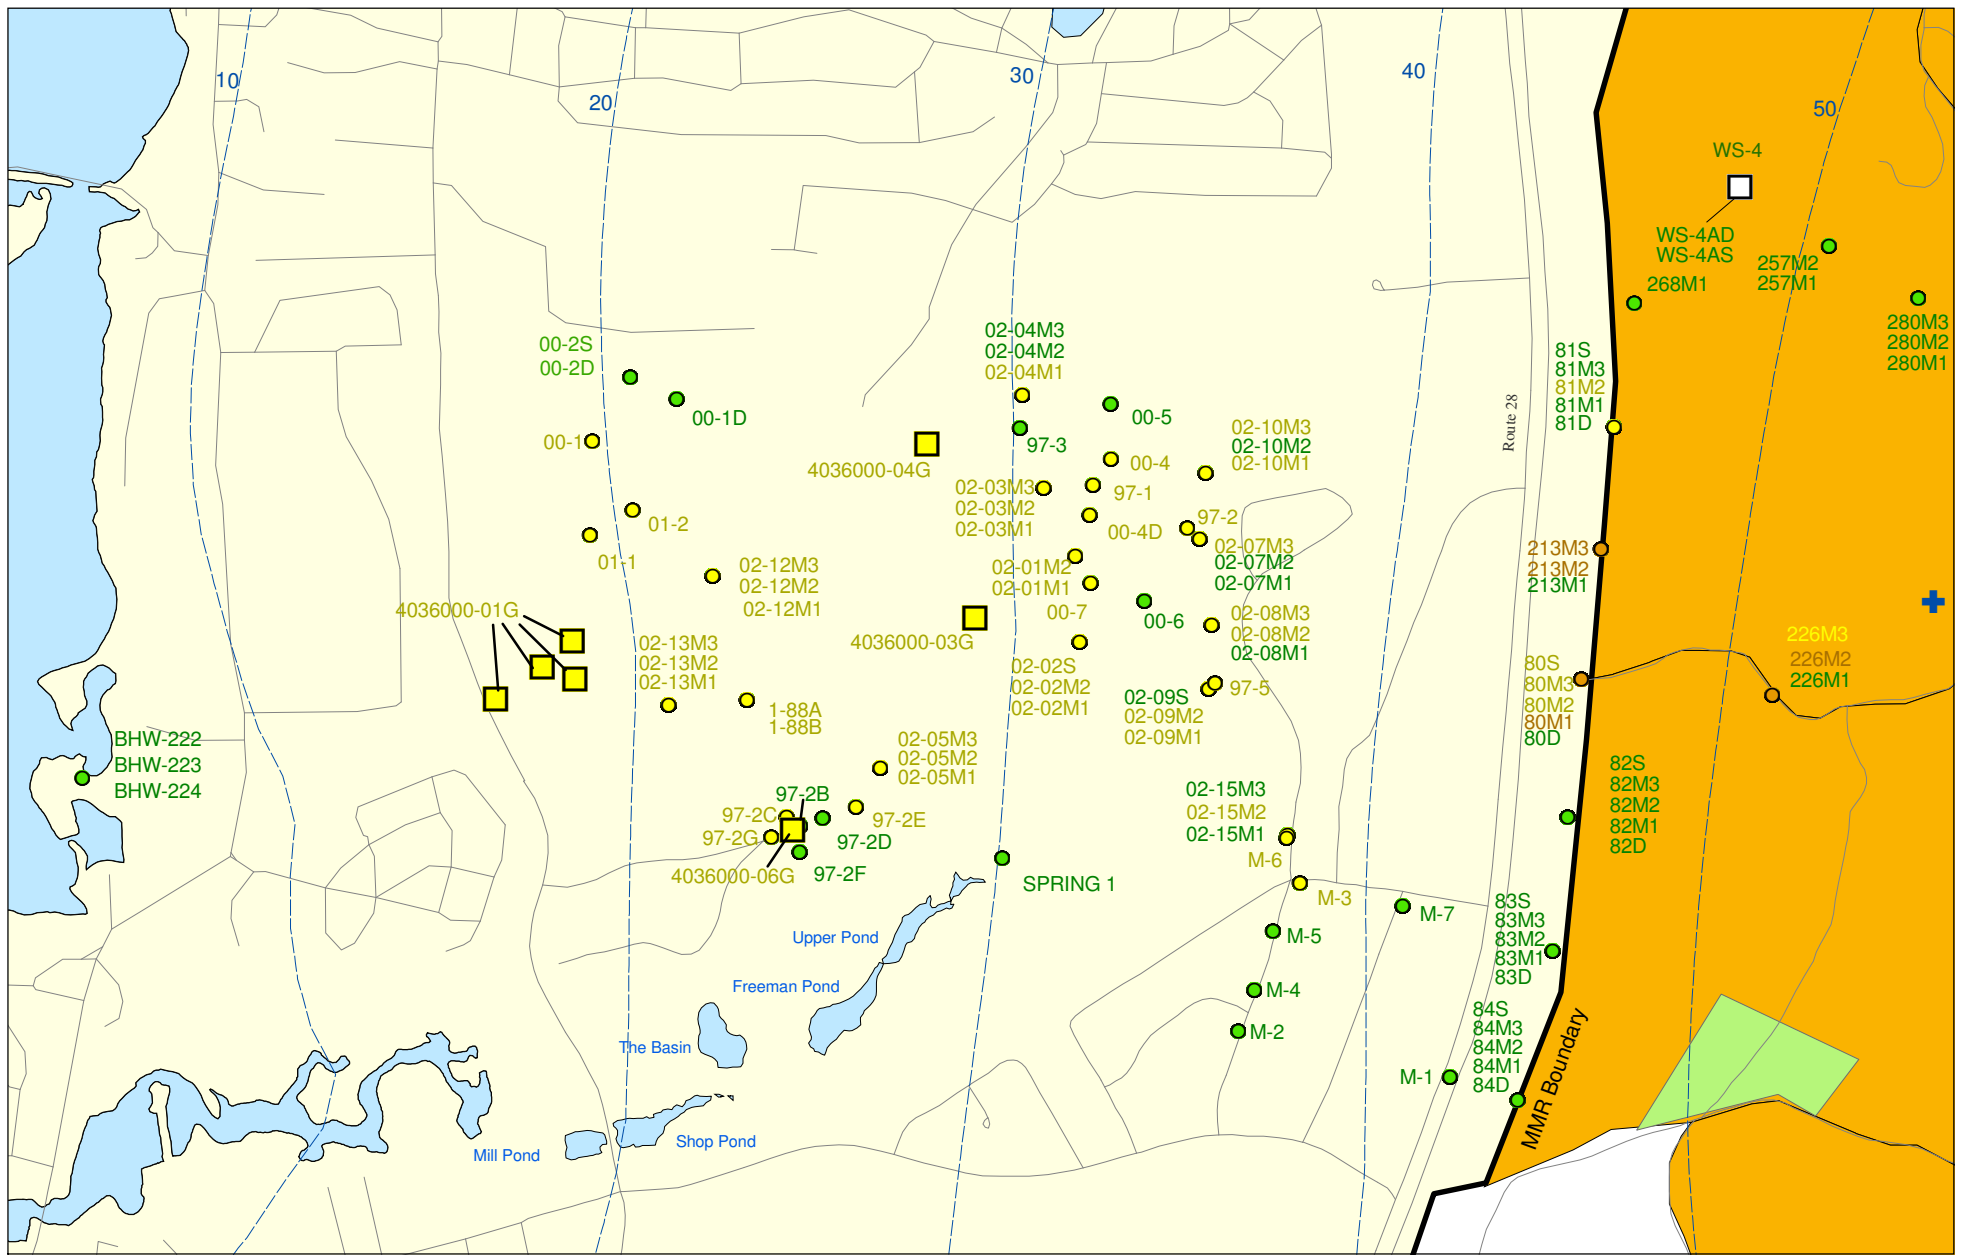 10
20
30
40
50
WS-4
WS-4AD
WS-4AS
257M2
257M1
268M1
280M3
280M2
280M1
00-2S
00-2D
00-1D
00-1
02-04M3
02-04M2
02-04M1
97-3
00-5
4036000-04G
00-4
97-1
02-10M3
02-10M2
02-10M1
81S
81M3
81M2
81M1
81D
Route 28
02-03M3
02-03M2
02-03M1
00-4D
97-2
02-07M3
02-07M2
02-07M1
01-2
01-1
02-12M3
02-12M2
02-12M1
02-01M2
02-01M1
00-7
00-6
213M3
213M2
213M1
4036000-01G
4036000-03G
02-08M3
02-08M2
02-08M1
02-13M3
02-13M2
02-13M1
02-02S
02-02M2
02-02M1
97-5
02-09S
02-09M2
02-09M1
80S
80M3
80M2
80M1
80D
226M3
226M2
226M1
1-88A
1-88B
BHW-222
BHW-223
BHW-224
02-05M3
02-05M2
02-05M1
97-2B
97-2C
97-2G
97-2E
97-2D
97-2F
4036000-06G
02-15M3
02-15M2
02-15M1
M-6
82S
82M3
82M2
82M1
82D
SPRING 1
M-3
M-7
M-5
M-4
M-2
M-1
83S
83M3
83M2
83M1
83D
84S
84M3
84M2
84M1
84D
Upper Pond
Freeman Pond
The Basin
Shop Pond
Mill Pond
MMR Boundary